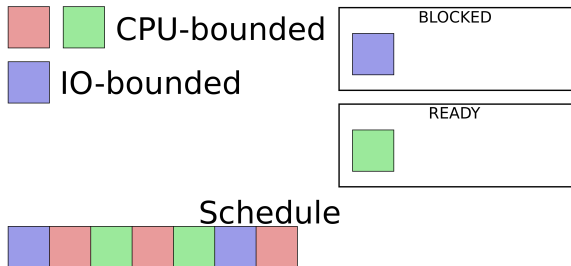 CPU-bounded
IO-bounded
BLOCKED
READY
Schedule